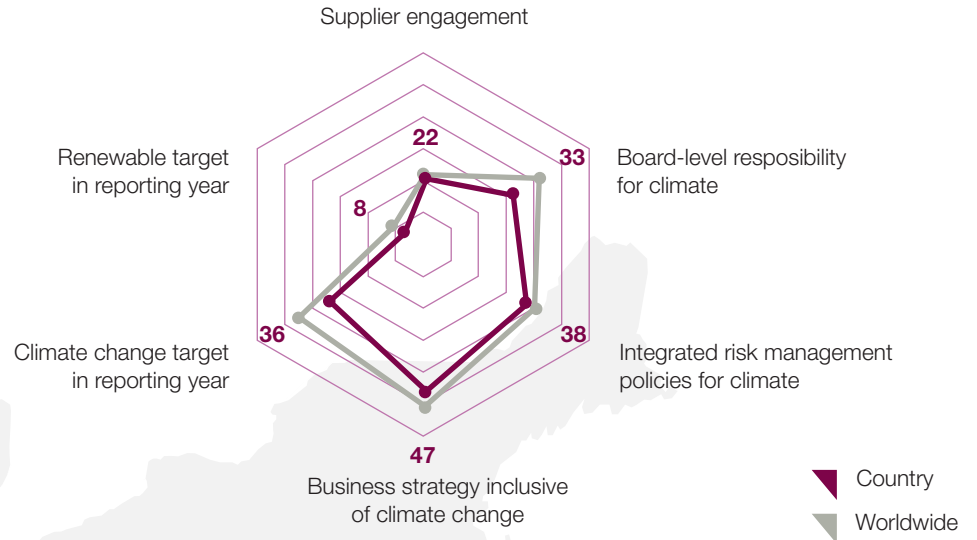 Supplier engagement
22
33
Renewable target
in reporting year
Board-level resposibility
for climate
8
36
38
Climate change target
in reporting year
Integrated risk management
policies for climate
47
Business strategy inclusive
of climate change
Country
Worldwide